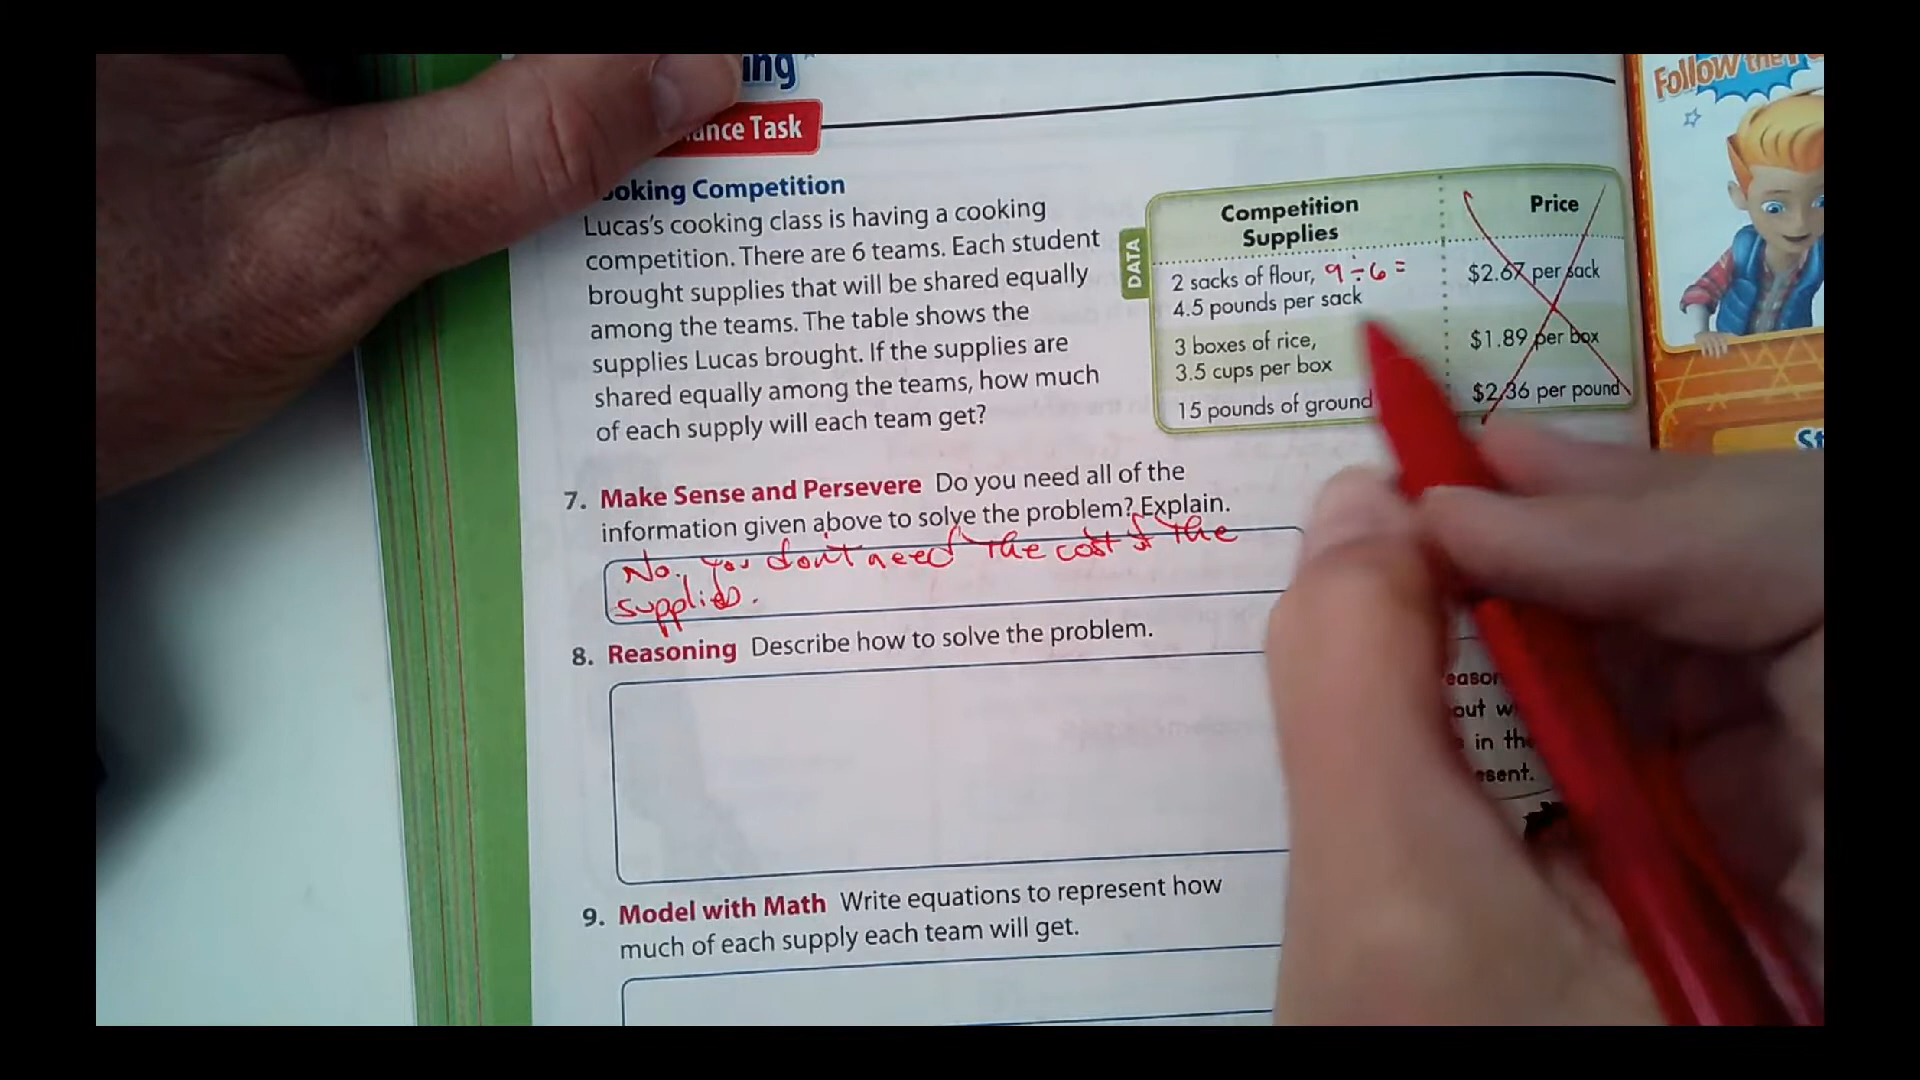 ing
ance Task
oking Competition
Lucas's cooking class is having a cooking
competition. There are 6 teams. Each student
brought supplies that will be shared equally
among the teams. The table shows the
supplies Lucas brought. If the supplies are
shared equally among the teams, how much
of each supply will each team get?
DATA
Competition
Supplies
Price
2 sacks of flour, 9 ÷ 6 =
4.5 pounds per sack
$2.67 per sack
3 boxes of rice,
3.5 cups per box
$1.89 per box
15 pounds of ground
$2.36 per pound
Follow the
St
7. Make Sense and Persevere Do you need all of the
information given above to solve the problem? Explain.
No. You don't need the cost of the
supplies.
8. Reasoning Describe how to solve the problem.
eason
out w
in the
esent.
9. Model with Math Write equations to represent how
much of each supply each team will get.